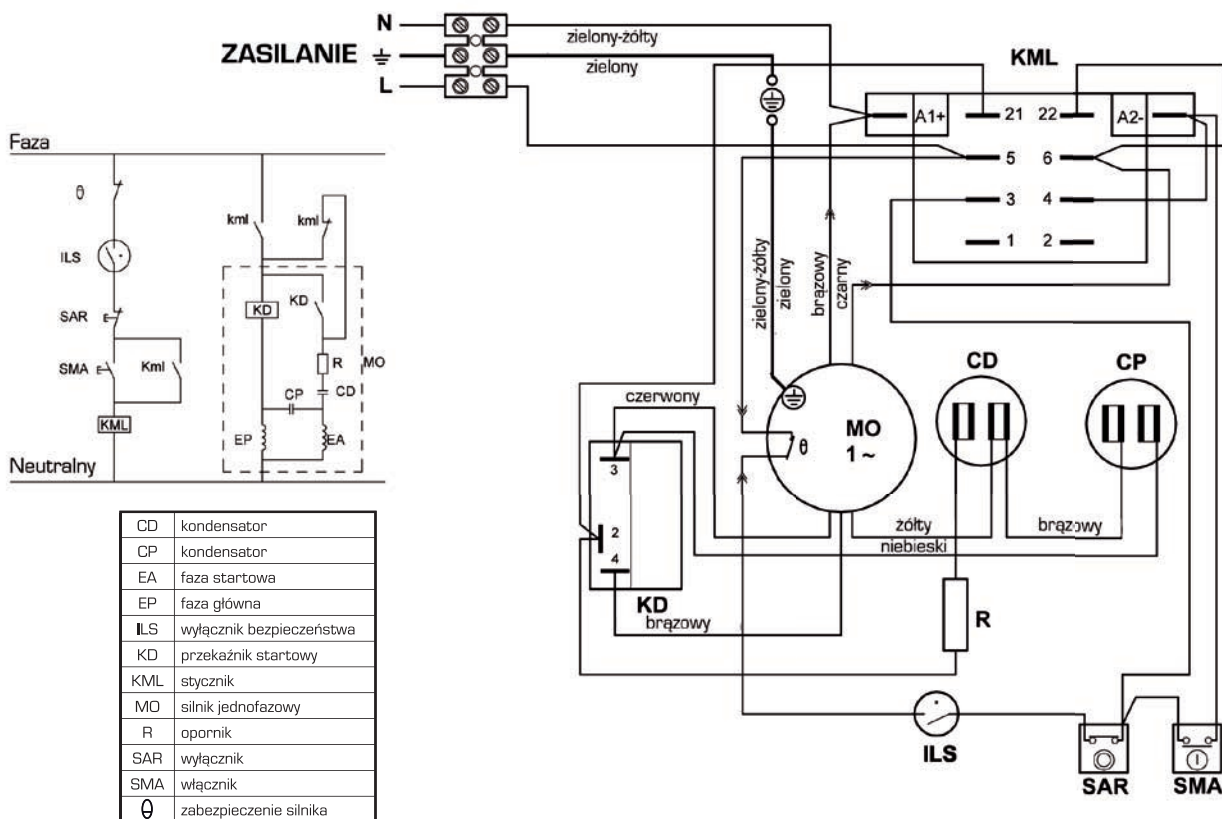 ZASILANIE
N
L
zielony-żółty
zielony
KML
A1+
21
22
A2-
5
6
3
4
1
2
Faza
θ
ILS
SAR
SMA
Kml
KML
Neutralny
kml
kml
KD
KD
R
MO
CP
CD
EP
EA
zielony-żółty
zielony
brązowy
czarny
czerwony
3
2
4
KD
brązowy
MO
1 ~
θ
CD
CP
żółty
niebieski
brązowy
R
ILS
SAR
SMA
CD kondensator
CP kondensator
EA faza startowa
EP faza główna
ILS wyłącznik bezpieczeństwa
KD przekaźnik startowy
KML stycznik
MO silnik jednofazowy
R opornik
SAR wyłącznik
SMA włącznik
θ zabezpieczenie silnika